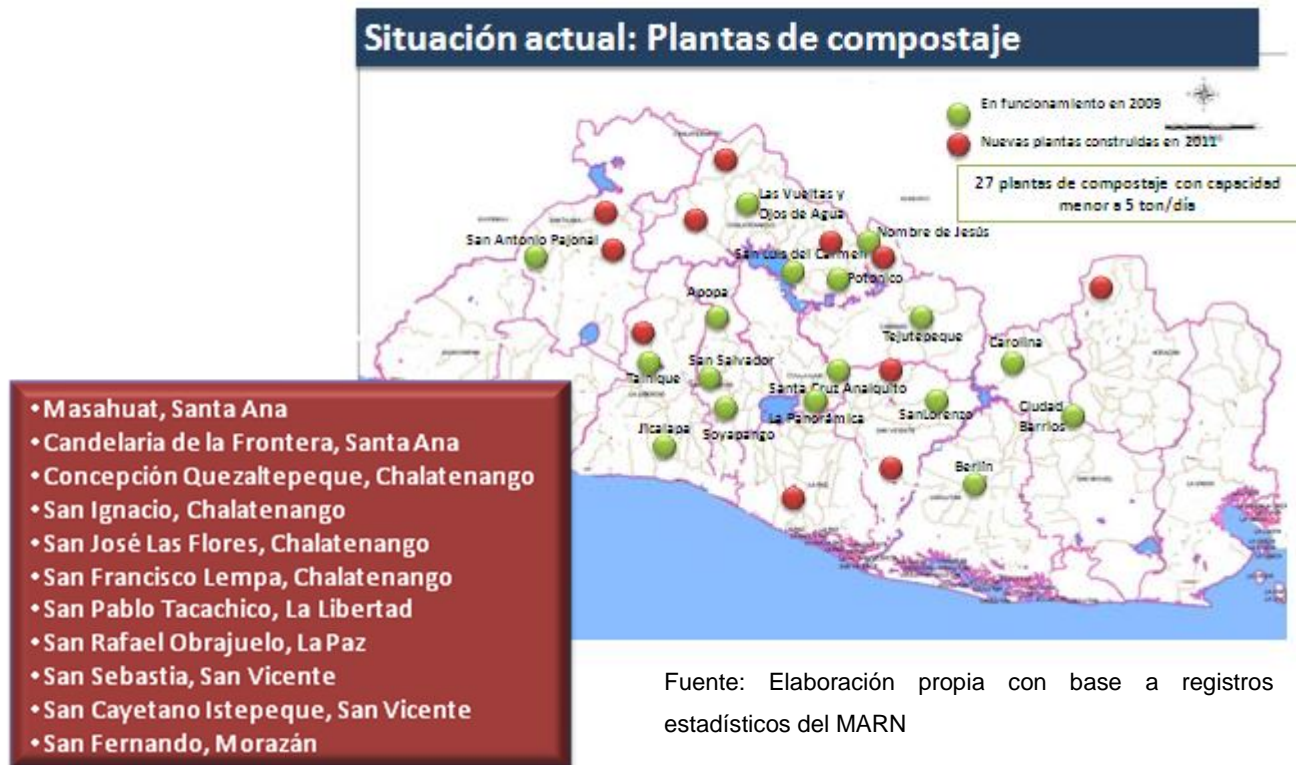 Situación actual: Plantas de compostaje
En funcionamiento en 2009
Nuevas plantas construidas en 2011
27 plantas de compostaje con capacidad
menor a 5 ton/día
Las Vueltas y
Ojos de Agua
Nombre de Jesús
San Antonio Pajonal
San Luis del Carmen
Potonico
Apopa
Tejutepeque
Carolina
San Salvador
Talnique
Santa Cruz Analquito
La Panorámica
SanLorenzo
Ciudad
Barrios
Jicalapa
Soyapango
Berlín
•Masahuat, Santa Ana
•Candelaria de la Frontera, Santa Ana
•Concepción Quezaltepeque, Chalatenango
•San Ignacio, Chalatenango
•San José Las Flores, Chalatenango
•San Francisco Lempa, Chalatenango
•San Pablo Tacachico, La Libertad
•San Rafael Obrajuelo, La Paz
•San Sebastia, San Vicente
•San Cayetano Istepeque, San Vicente
•San Fernando, Morazán
Fuente: Elaboración propia con base a registros
estadísticos del MARN